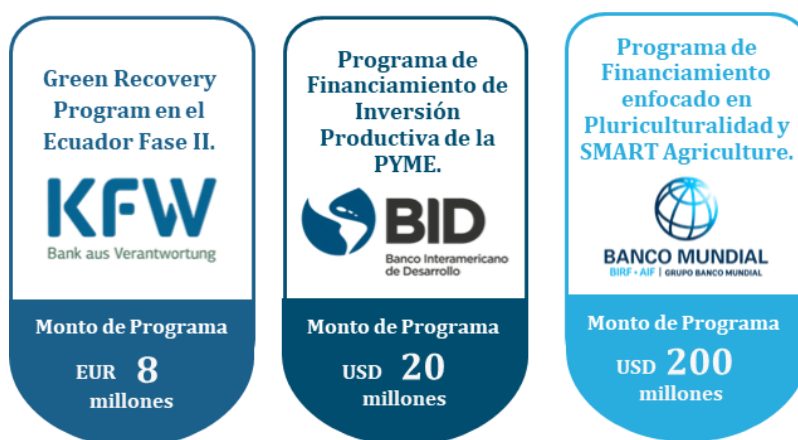 Green Recovery
Program en el
Ecuador Fase II.
KFW
Bank aus Verantwortung
Monto de Programa
EUR 8
millones
Programa de
Financiamiento de
Inversión
Productiva de la
PYME.
BID
Banco Interamericano
de Desarrollo
Monto de Programa
USD 20
millones
Programa de
Financiamiento
enfocado en
Pluriculturalidad y
SMART Agriculture.
BANCO MUNDIAL
BIRF • AIF | GRUPO BANCO MUNDIAL
Monto de Programa
USD 200
millones